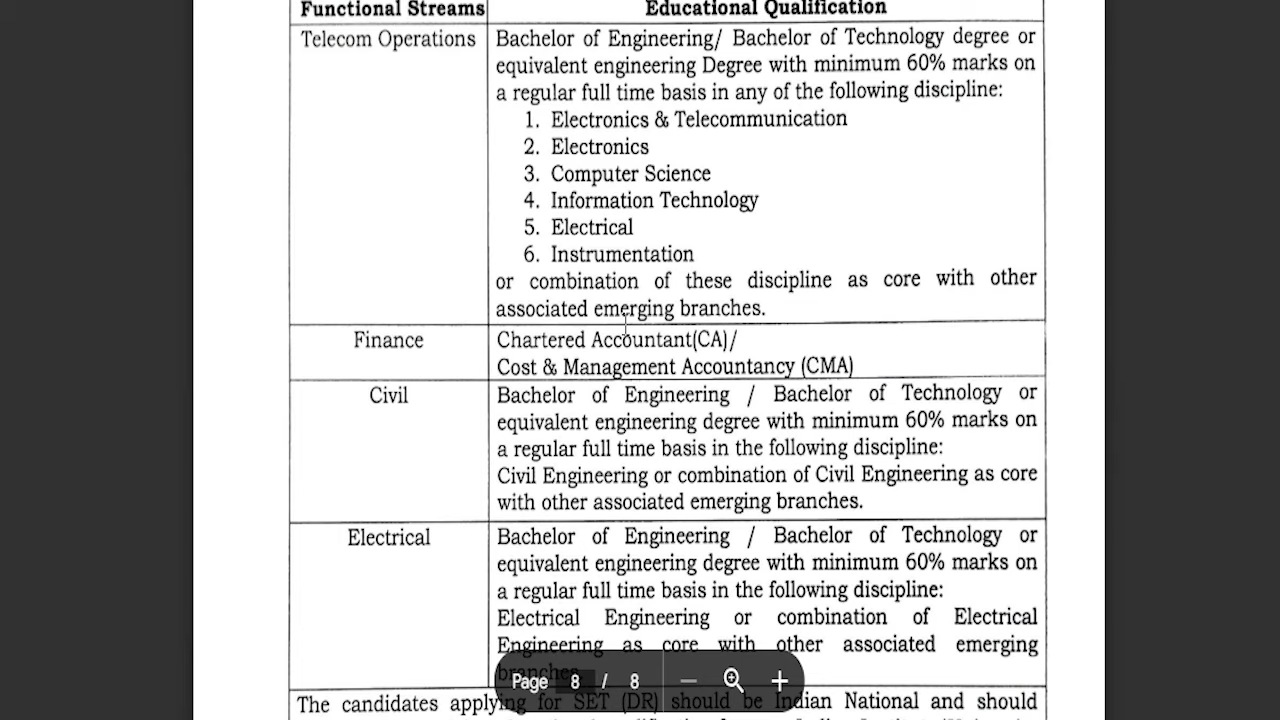 Functional Streams Educational Qualification
Telecom Operations Bachelor of Engineering/ Bachelor of Technology degree or
equivalent engineering Degree with minimum 60% marks on
a regular full time basis in any of the following discipline:
1. Electronics & Telecommunication
2. Electronics
3. Computer Science
4. Information Technology
5. Electrical
6. Instrumentation
or combination of these discipline as core with other
associated emerging branches.
Finance Chartered Accountant(CA)/
Cost & Management Accountancy (CMA)
Civil Bachelor of Engineering / Bachelor of Technology or
equivalent engineering degree with minimum 60% marks on
a regular full time basis in the following discipline:
Civil Engineering or combination of Civil Engineering as core
with other associated emerging branches.
Electrical Bachelor of Engineering / Bachelor of Technology or
equivalent engineering degree with minimum 60% marks on
a regular full time basis in the following discipline:
Electrical Engineering or combination of Electrical
Engineering as core with other associated emerging
branches.
Page 8 / 8
The candidates applying for SET (DR) should be Indian National and should